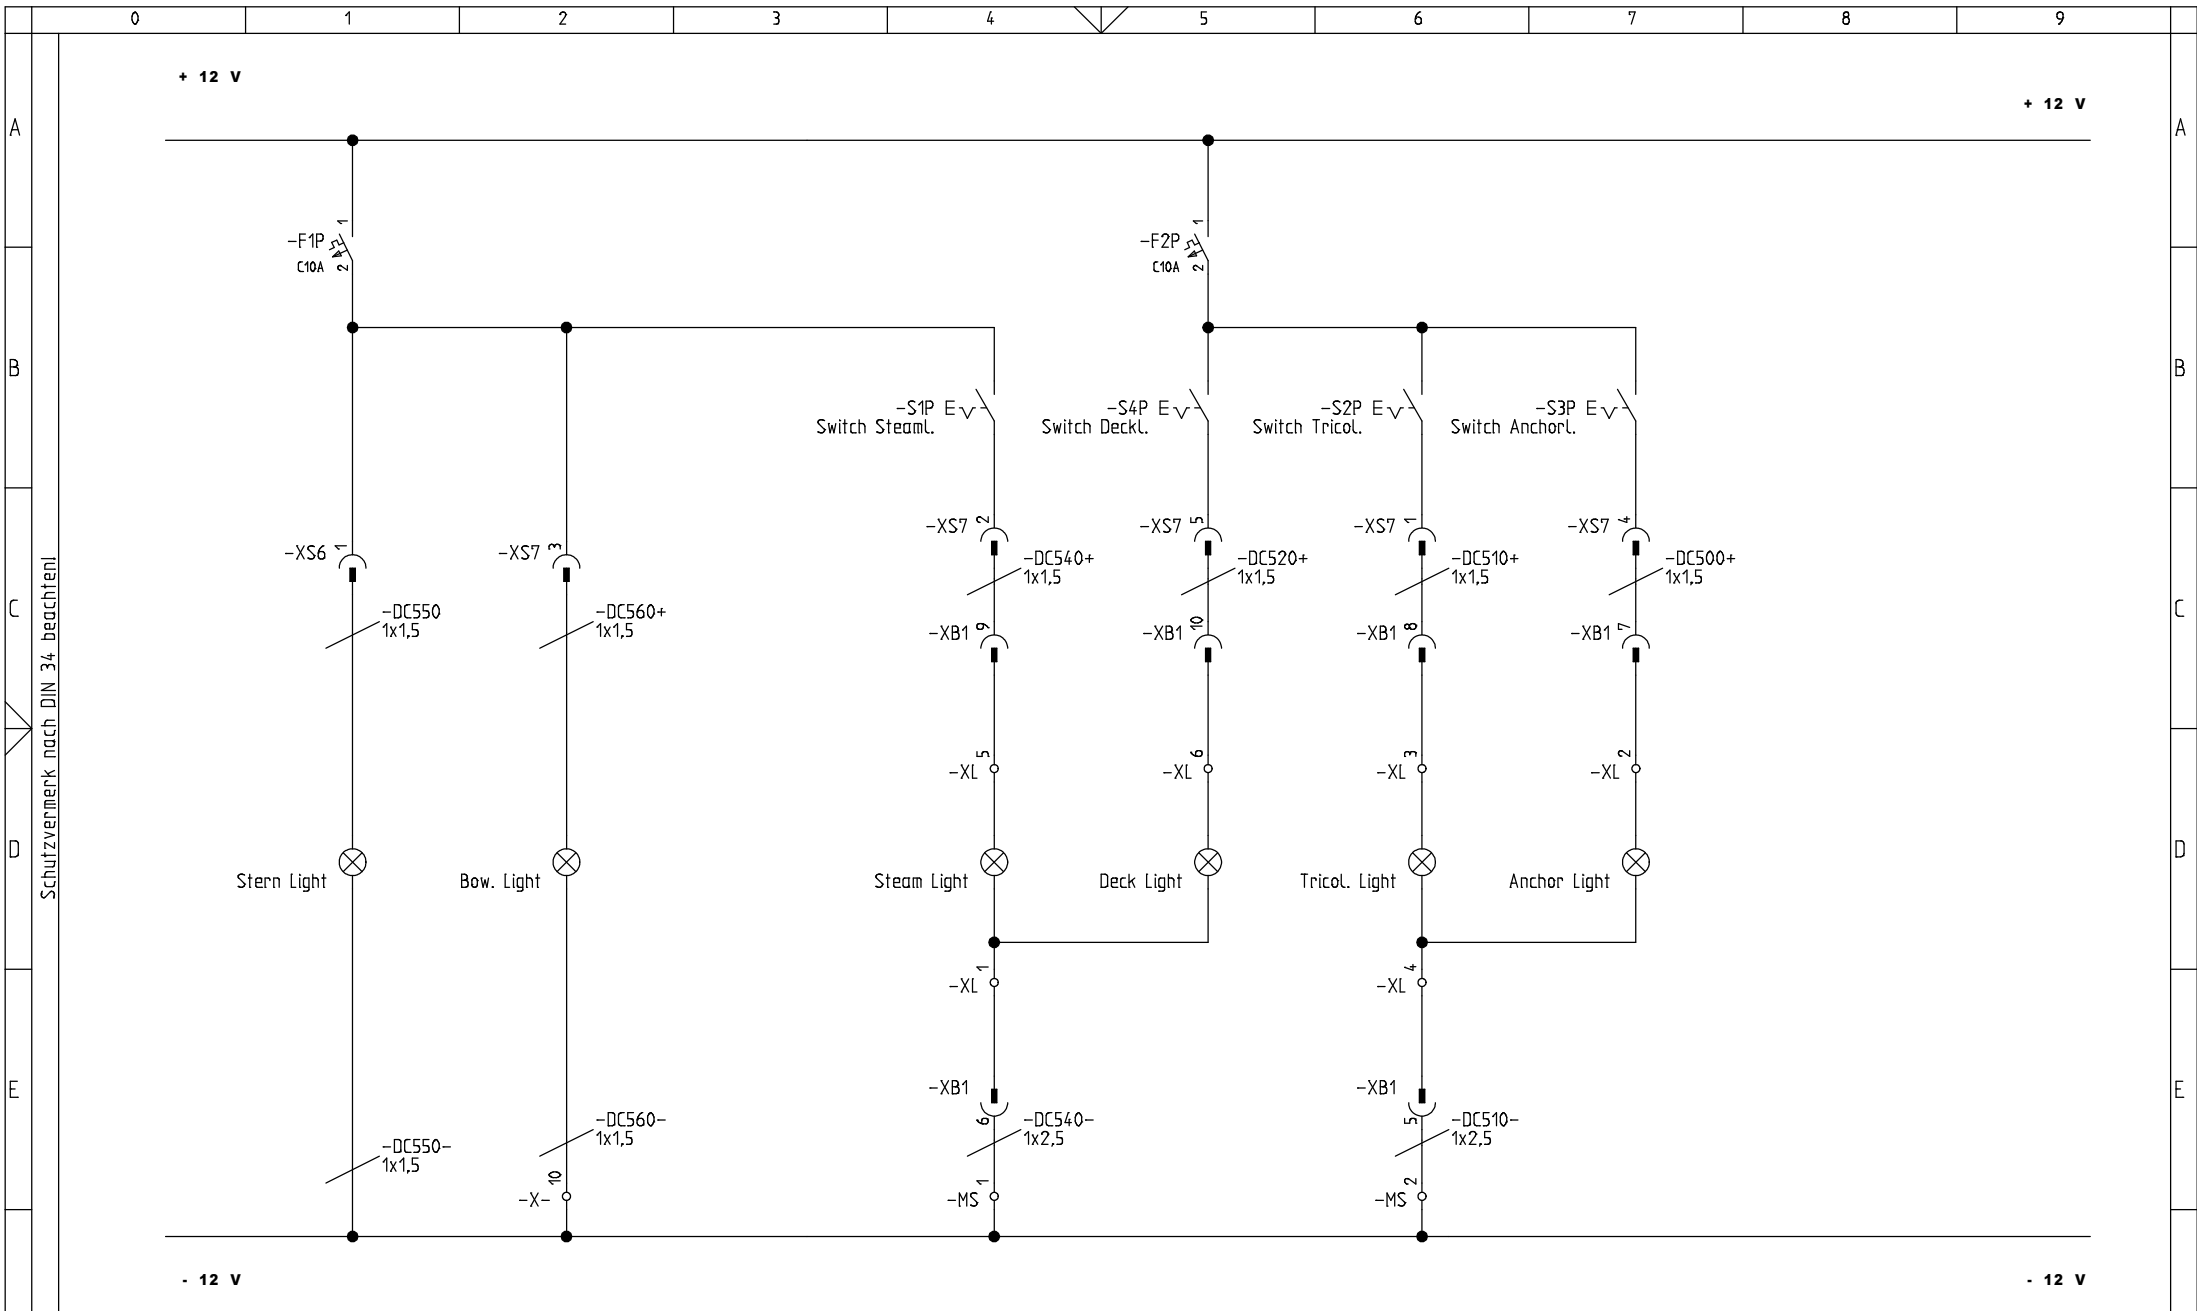 0 1 2 3 4 5 6 7 8 9
+ 12 V
+ 12 V
A A
-F1P 1
C10A 2
-F2P 1
C10A 2
B B
-S1P E
Switch Steaml.
-S4P E
Switch Deckl.
-S2P E
Switch Tricol.
-S3P E
Switch Anchorl.
-XS6 1
-XS7 3
-XS7 2
-XS7 5
-XS7 1
-XS7 4
-DC540+
1x1,5
-DC520+
1x1,5
-DC510+
1x1,5
-DC500+
1x1,5
C C
-DC550
1x1,5
-DC560+
1x1,5
-XB1 9
-XB1 10
-XB1 8
-XB1 7
Schutzvermerk nach DIN 34 beachten!
-XL 5
-XL 6
-XL 3
-XL 2
D D
Stern Light
Bow. Light
Steam Light
Deck Light
Tricol. Light
Anchor Light
-XL 1
-XL 4
E E
-XB1
6
-XB1
5
-DC550-
1x1,5
-DC560-
1x1,5
-DC540-
1x2,5
-DC510-
1x2,5
-X- 10
-MS 1
-MS 2
- 12 V
- 12 V